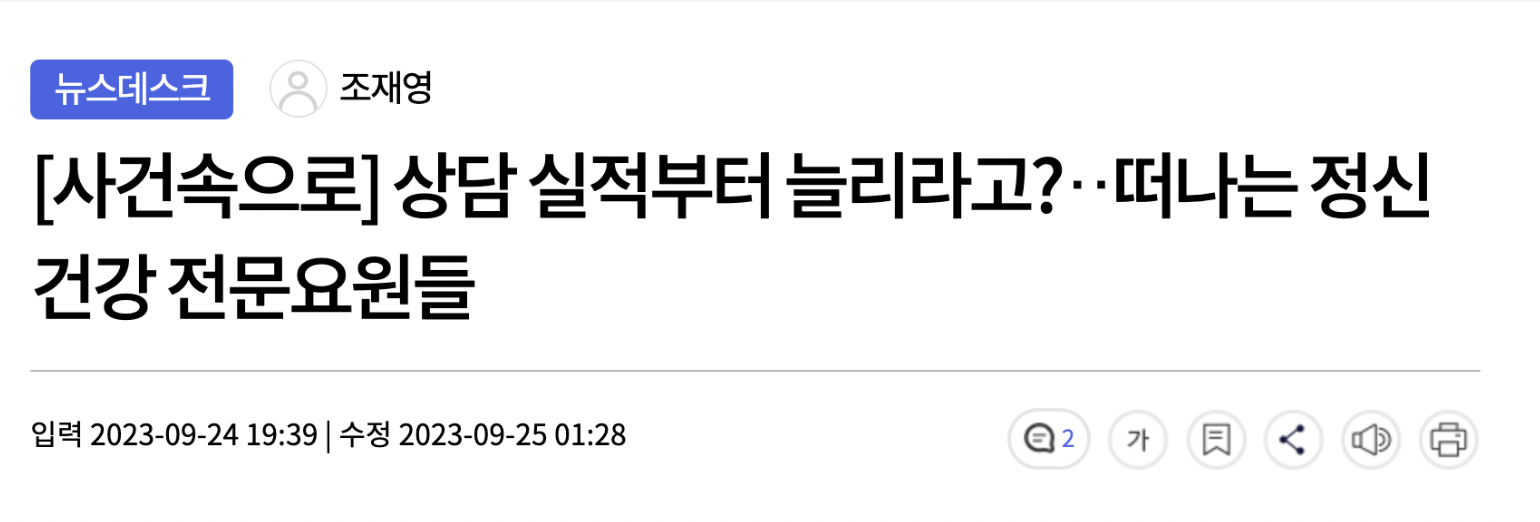 뉴스데스크 조재영
[사건속으로] 상담 실적부터 늘리라고?‥떠나는 정신
건강 전문요원들
입력 2023-09-24 19:39 | 수정 2023-09-25 01:28 2 가